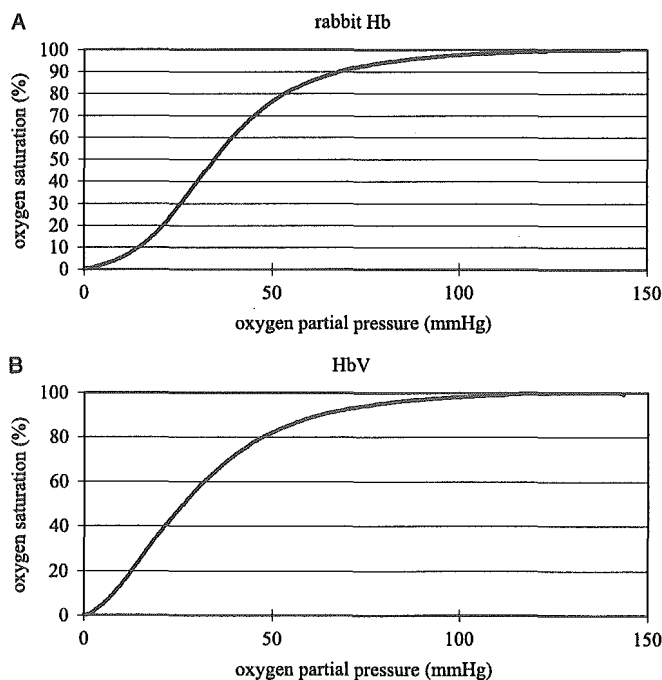 A
rabbit Hb
oxygen saturation (%)
100
90
80
70
60
50
40
30
20
10
0
0 50 100 150
oxygen partial pressure (mmHg)
B
HbV
oxygen saturation (%)
100
80
60
40
20
0
0 50 100 150
oxygen partial pressure (mmHg)